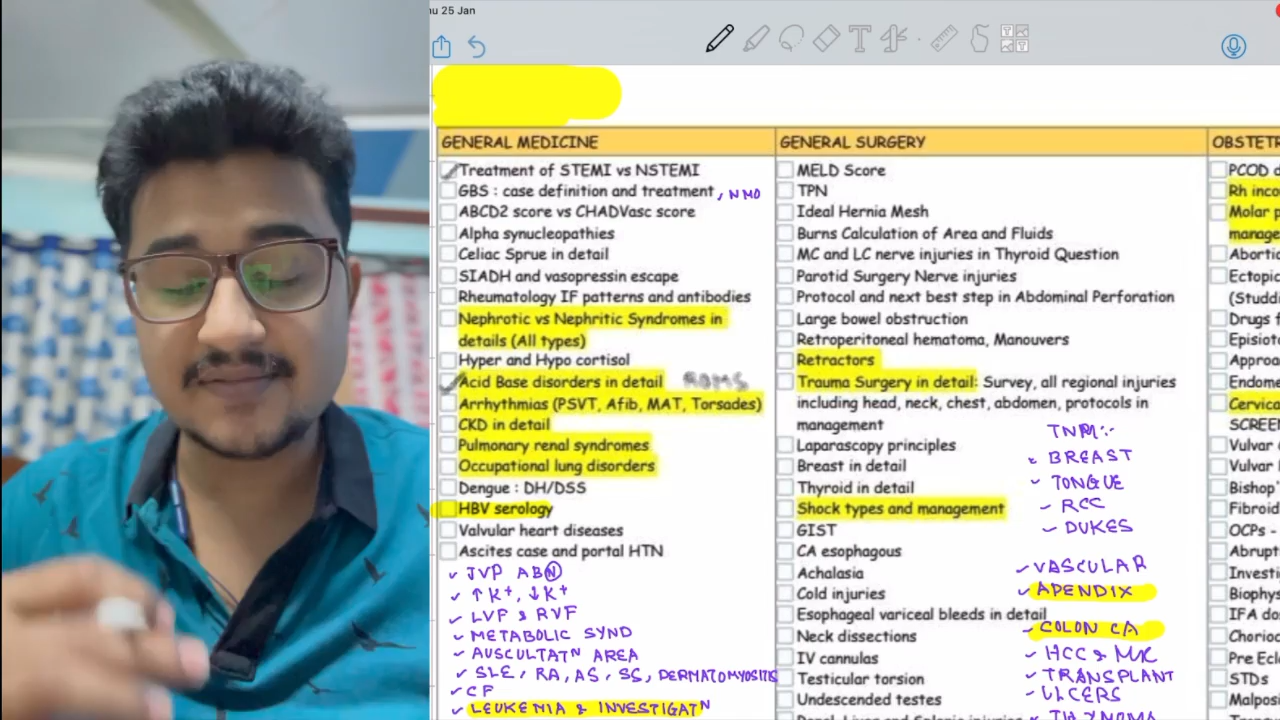 nu 25 Jan
GENERAL MEDICINE
Treatment of STEMI vs NSTEMI
GBS : case definition and treatment , NMO
ABCD2 score vs CHADVasc score
Alpha synucleopathies
Celiac Sprue in detail
SIADH and vasopressin escape
Rheumatology IF patterns and antibodies
Nephrotic vs Nephritic Syndromes in
details (All types)
Hyper and Hypo cortisol
Acid Base disorders in detail
Arrhythmias (PSVT, Afib, MAT, Torsades)
CKD in detail
Pulmonary renal syndromes
Occupational lung disorders
Dengue : DH/DSS
HBV serology
Valvular heart diseases
Ascites case and portal HTN
JVP ABN
↑K+, ↓K+
LVF & RVF
METABOLIC SYND
AUSCULTATN AREA
SLE, RA, AS, SS, DERMATOMYOSITIS
CF
LEUKEMIA & INVESTIGATN
GENERAL SURGERY
MELD Score
TPN
Ideal Hernia Mesh
Burns Calculation of Area and Fluids
MC and LC nerve injuries in Thyroid Question
Parotid Surgery Nerve injuries
Protocol and next best step in Abdominal Perforation
Large bowel obstruction
Retroperitoneal hematoma, Manouvers
Retractors
Trauma Surgery in detail: Survey, all regional injuries
including head, neck, chest, abdomen, protocols in
management
Laparascopy principles
Breast in detail
Thyroid in detail
Shock types and management
GIST
CA esophagous
Achalasia
Cold injuries
Esophageal variceal bleeds in detail
Neck dissections
IV cannulas
Testicular torsion
Undescended testes
TNM:-
BREAST
TONGUE
RCC
DUKES
VASCULAR
APENDIX
COLON CA
HCC &
TRANSPLANT
ULCERS
THYNOMA
OBSTETR
PCOD d
Rh inco
Molar p
manage
Abortic
Ectopic
(Studd
Drugs f
Episiot
Approa
Endome
Cervica
SCREEN
Vulvar
Vulvar
Bishop'
Fibroid
OCPs -
Abrupt
Investi
Biophys
IFA do
Chorioc
Pre Ecl
STDs
Malpos